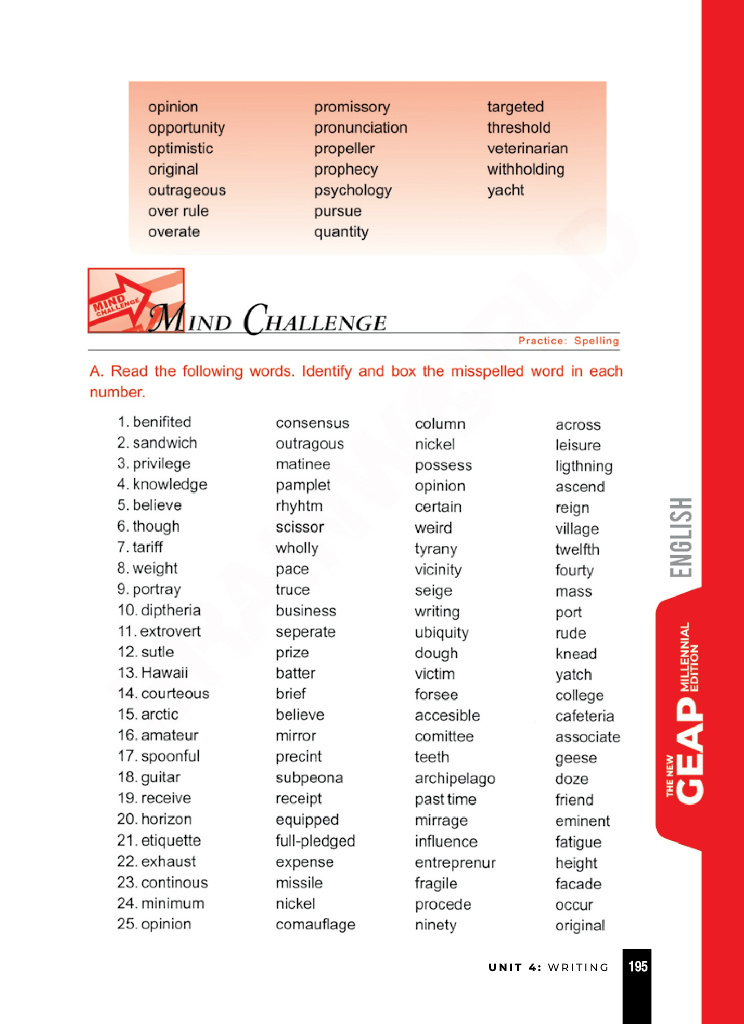 opinion promissory targeted
opportunity pronunciation threshold
optimistic propeller veterinarian
original prophecy withholding
outrageous psychology yacht
over rule pursue
overate quantity
MIND CHALLENGE
MIND CHALLENGE
Practice: Spelling
A. Read the following words. Identify and box the misspelled word in each
number.
1. benifited consensus column across
2. sandwich outragous nickel leisure
3. privilege matinee possess ligthning
4. knowledge pamplet opinion ascend
5. believe rhyhtm certain reign
6. though scissor weird village
7. tariff wholly tyrany twelfth
8. weight pace vicinity fourty
9. portray truce seige mass
10. diptheria business writing port
11. extrovert seperate ubiquity rude
12. sutle prize dough knead
13. Hawaii batter victim yatch
14. courteous brief forsee college
15. arctic believe accesible cafeteria
16. amateur mirror comittee associate
17. spoonful precint teeth geese
18. guitar subpeona archipelago doze
19. receive receipt past time friend
20. horizon equipped mirrage eminent
21. etiquette full-pledged influence fatigue
22. exhaust expense entreprenur height
23. continous missile fragile facade
24. minimum nickel procede occur
25. opinion comauflage ninety original
ENGLISH
THE NEW GEAP MILLENNIAL EDITION
UNIT 4: WRITING 195